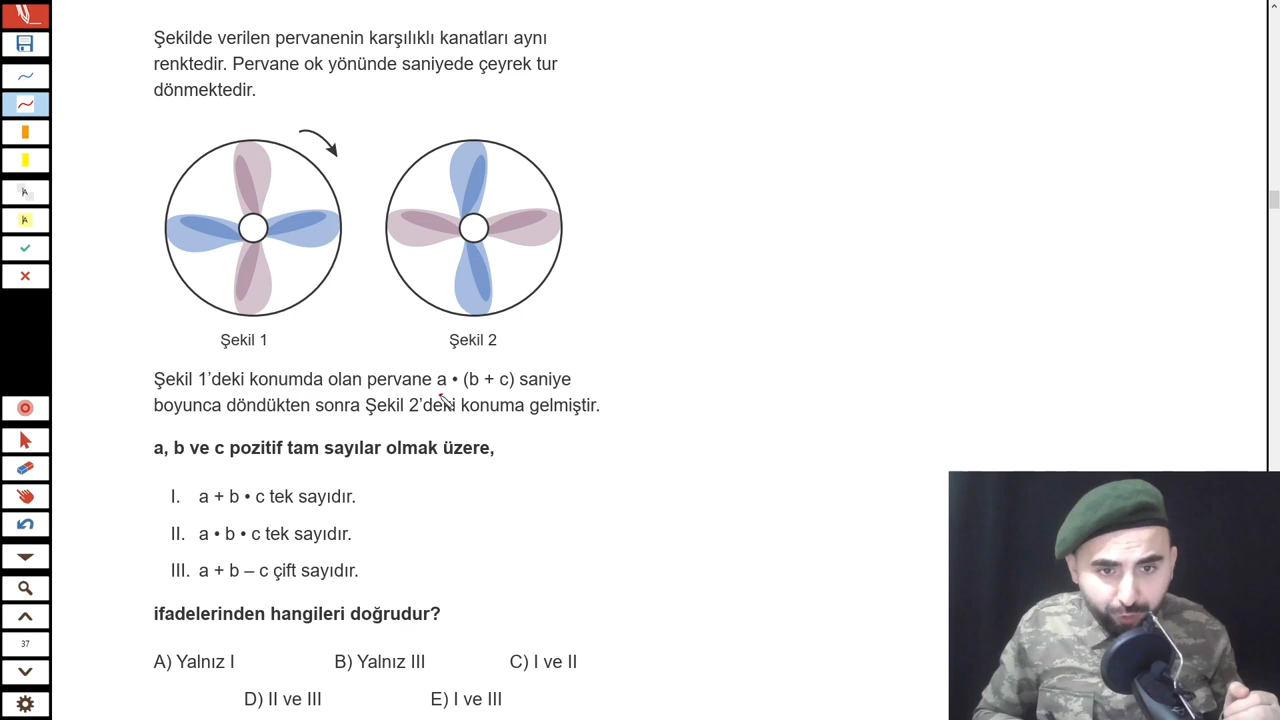 Şekilde verilen pervanenin karşılıklı kanatları aynı
renktedir. Pervane ok yönünde saniyede çeyrek tur
dönmektedir.
Şekil 1
Şekil 2
Şekil 1'deki konumda olan pervane a • (b + c) saniye
boyunca döndükten sonra Şekil 2'deki konuma gelmiştir.
a, b ve c pozitif tam sayılar olmak üzere,
I. a + b • c tek sayıdır.
II. a • b • c tek sayıdır.
III. a + b – c çift sayıdır.
ifadelerinden hangileri doğrudur?
A) Yalnız I
B) Yalnız III
C) I ve II
D) II ve III
E) I ve III
37